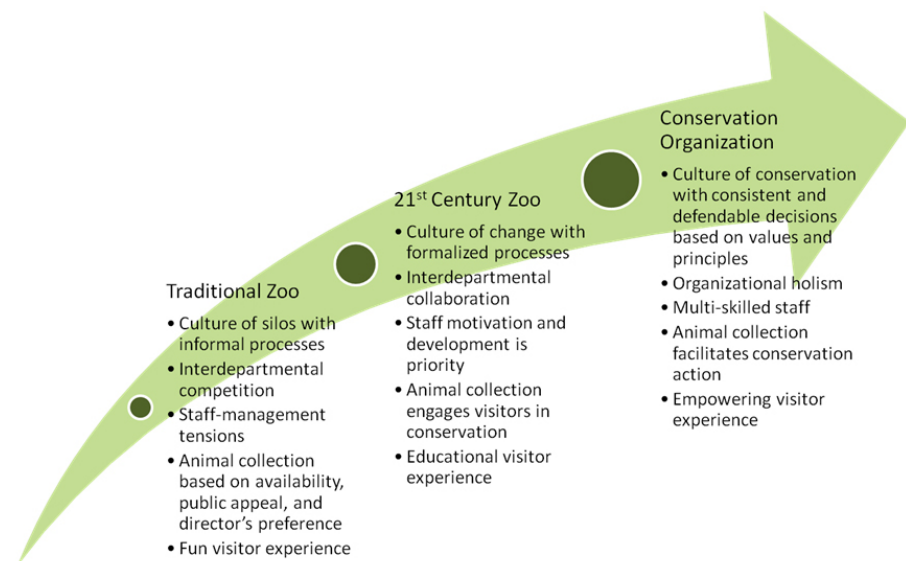 Traditional Zoo
• Culture of silos with
informal processes
• Interdepartmental
competition
• Staff-management
tensions
• Animal collection
based on availability,
public appeal, and
director’s preference
• Fun visitor experience
21st Century Zoo
• Culture of change with
formalized processes
• Interdepartmental
collaboration
• Staff motivation and
development is
priority
• Animal collection
engages visitors in
conservation
• Educational visitor
experience
Conservation
Organization
• Culture of conservation
with consistent and
defendable decisions
based on values and
principles
• Organizational holism
• Multi-skilled staff
• Animal collection
facilitates conservation
action
• Empowering visitor
experience